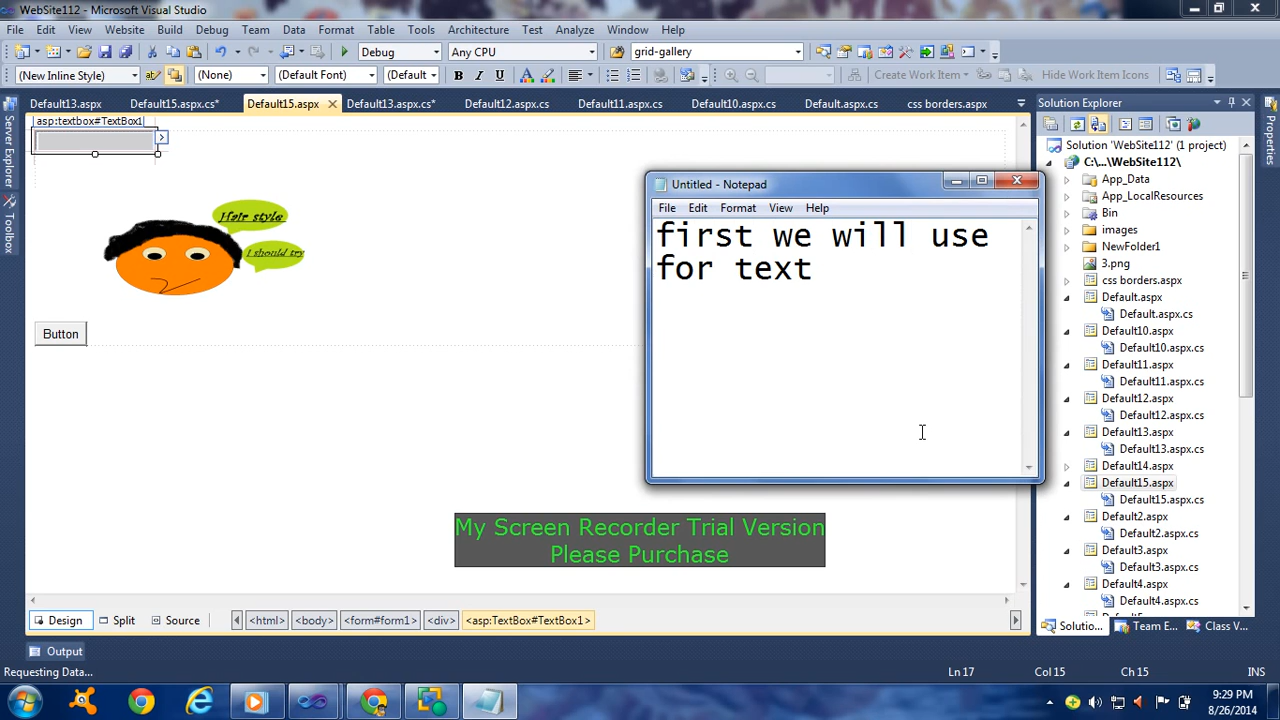 WebSite112 - Microsoft Visual Studio
File Edit View Website Build Debug Team Data Format Table Tools Architecture Test Analyze Window Help
Debug Any CPU grid-gallery
(New Inline Style) (None) (Default Font) (Default B I U A Create Work Item Hide Work Item Icons
Default13.aspx Default15.aspx.cs* Default15.aspx Default13.aspx.cs* Default12.aspx.cs Default11.aspx.cs Default10.aspx.cs Default.aspx.cs css borders.aspx
Server Explorer
Toolbox
asp:textbox#TextBox1
Hair style
I should try
Button
Untitled - Notepad
File Edit Format View Help
first we will use
for text
My Screen Recorder Trial Version
Please Purchase
Solution Explorer
Solution 'WebSite112' (1 project)
C:\...\WebSite112\
App_Data
App_LocalResources
Bin
images
NewFolder1
3.png
css borders.aspx
Default.aspx
Default.aspx.cs
Default10.aspx
Default10.aspx.cs
Default11.aspx
Default11.aspx.cs
Default12.aspx
Default12.aspx.cs
Default13.aspx
Default13.aspx.cs
Default14.aspx
Default15.aspx
Default15.aspx.cs
Default2.aspx
Default2.aspx.cs
Default3.aspx
Default3.aspx.cs
Default4.aspx
Default4.aspx.cs
Properties
Design Split Source <html> <body> <form#form1> <div> <asp:TextBox#TextBox1>
Solutio... Team E... Class V...
Output
Requesting Data... Ln 17 Col 15 Ch 15 INS
9:29 PM
8/26/2014